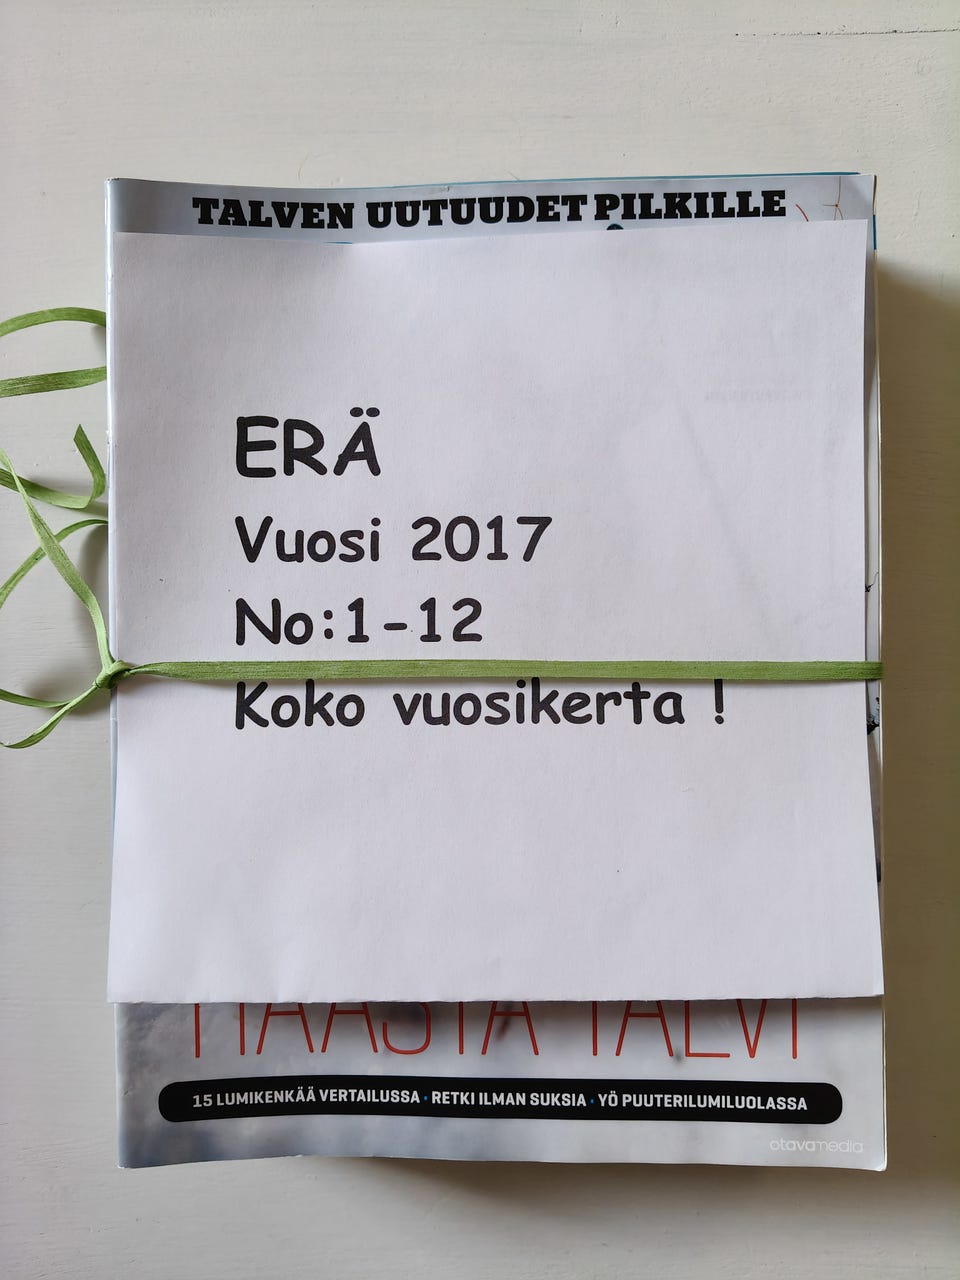 TALVEN UUTUUDET PILKILLE
ERÄ
Vuosi 2017
No:1-12
Koko vuosikerta !
TALVI
15 LUMIKENKÄÄ VERTAILUSSA · RETKI ILMAN SUKSIA · YÖ PUUTERILUMILUOLASSA
otavamedia